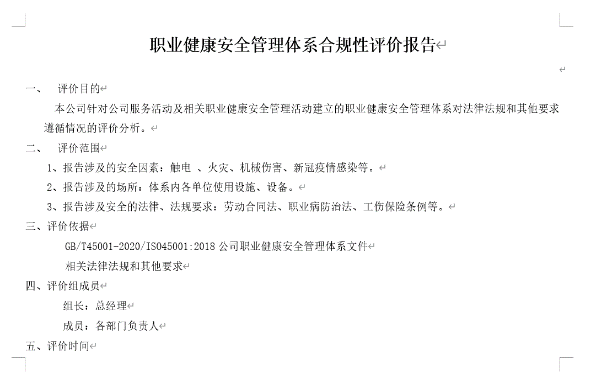 职业健康安全管理体系合规性评价报告
一、 评价目的
本公司针对公司服务活动及相关职业健康安全管理活动建立的职业健康安全管理体系对法律法规和其他要求
遵循情况的评价分析。
二、 评价范围
1、报告涉及的安全因素：触电 、火灾、机械伤害、新冠疫情感染等。
2、报告涉及的场所：体系内各单位使用设施、设备。
3、报告涉及安全的法律、法规要求：劳动合同法、职业病防治法、工伤保险条例等。
三、评价依据
GB/T45001-2020/ISO45001:2018 公司职业健康安全管理体系文件
相关法律法规和其他要求
四、评价组成员
组长：总经理
成员：各部门负责人
五、评价时间